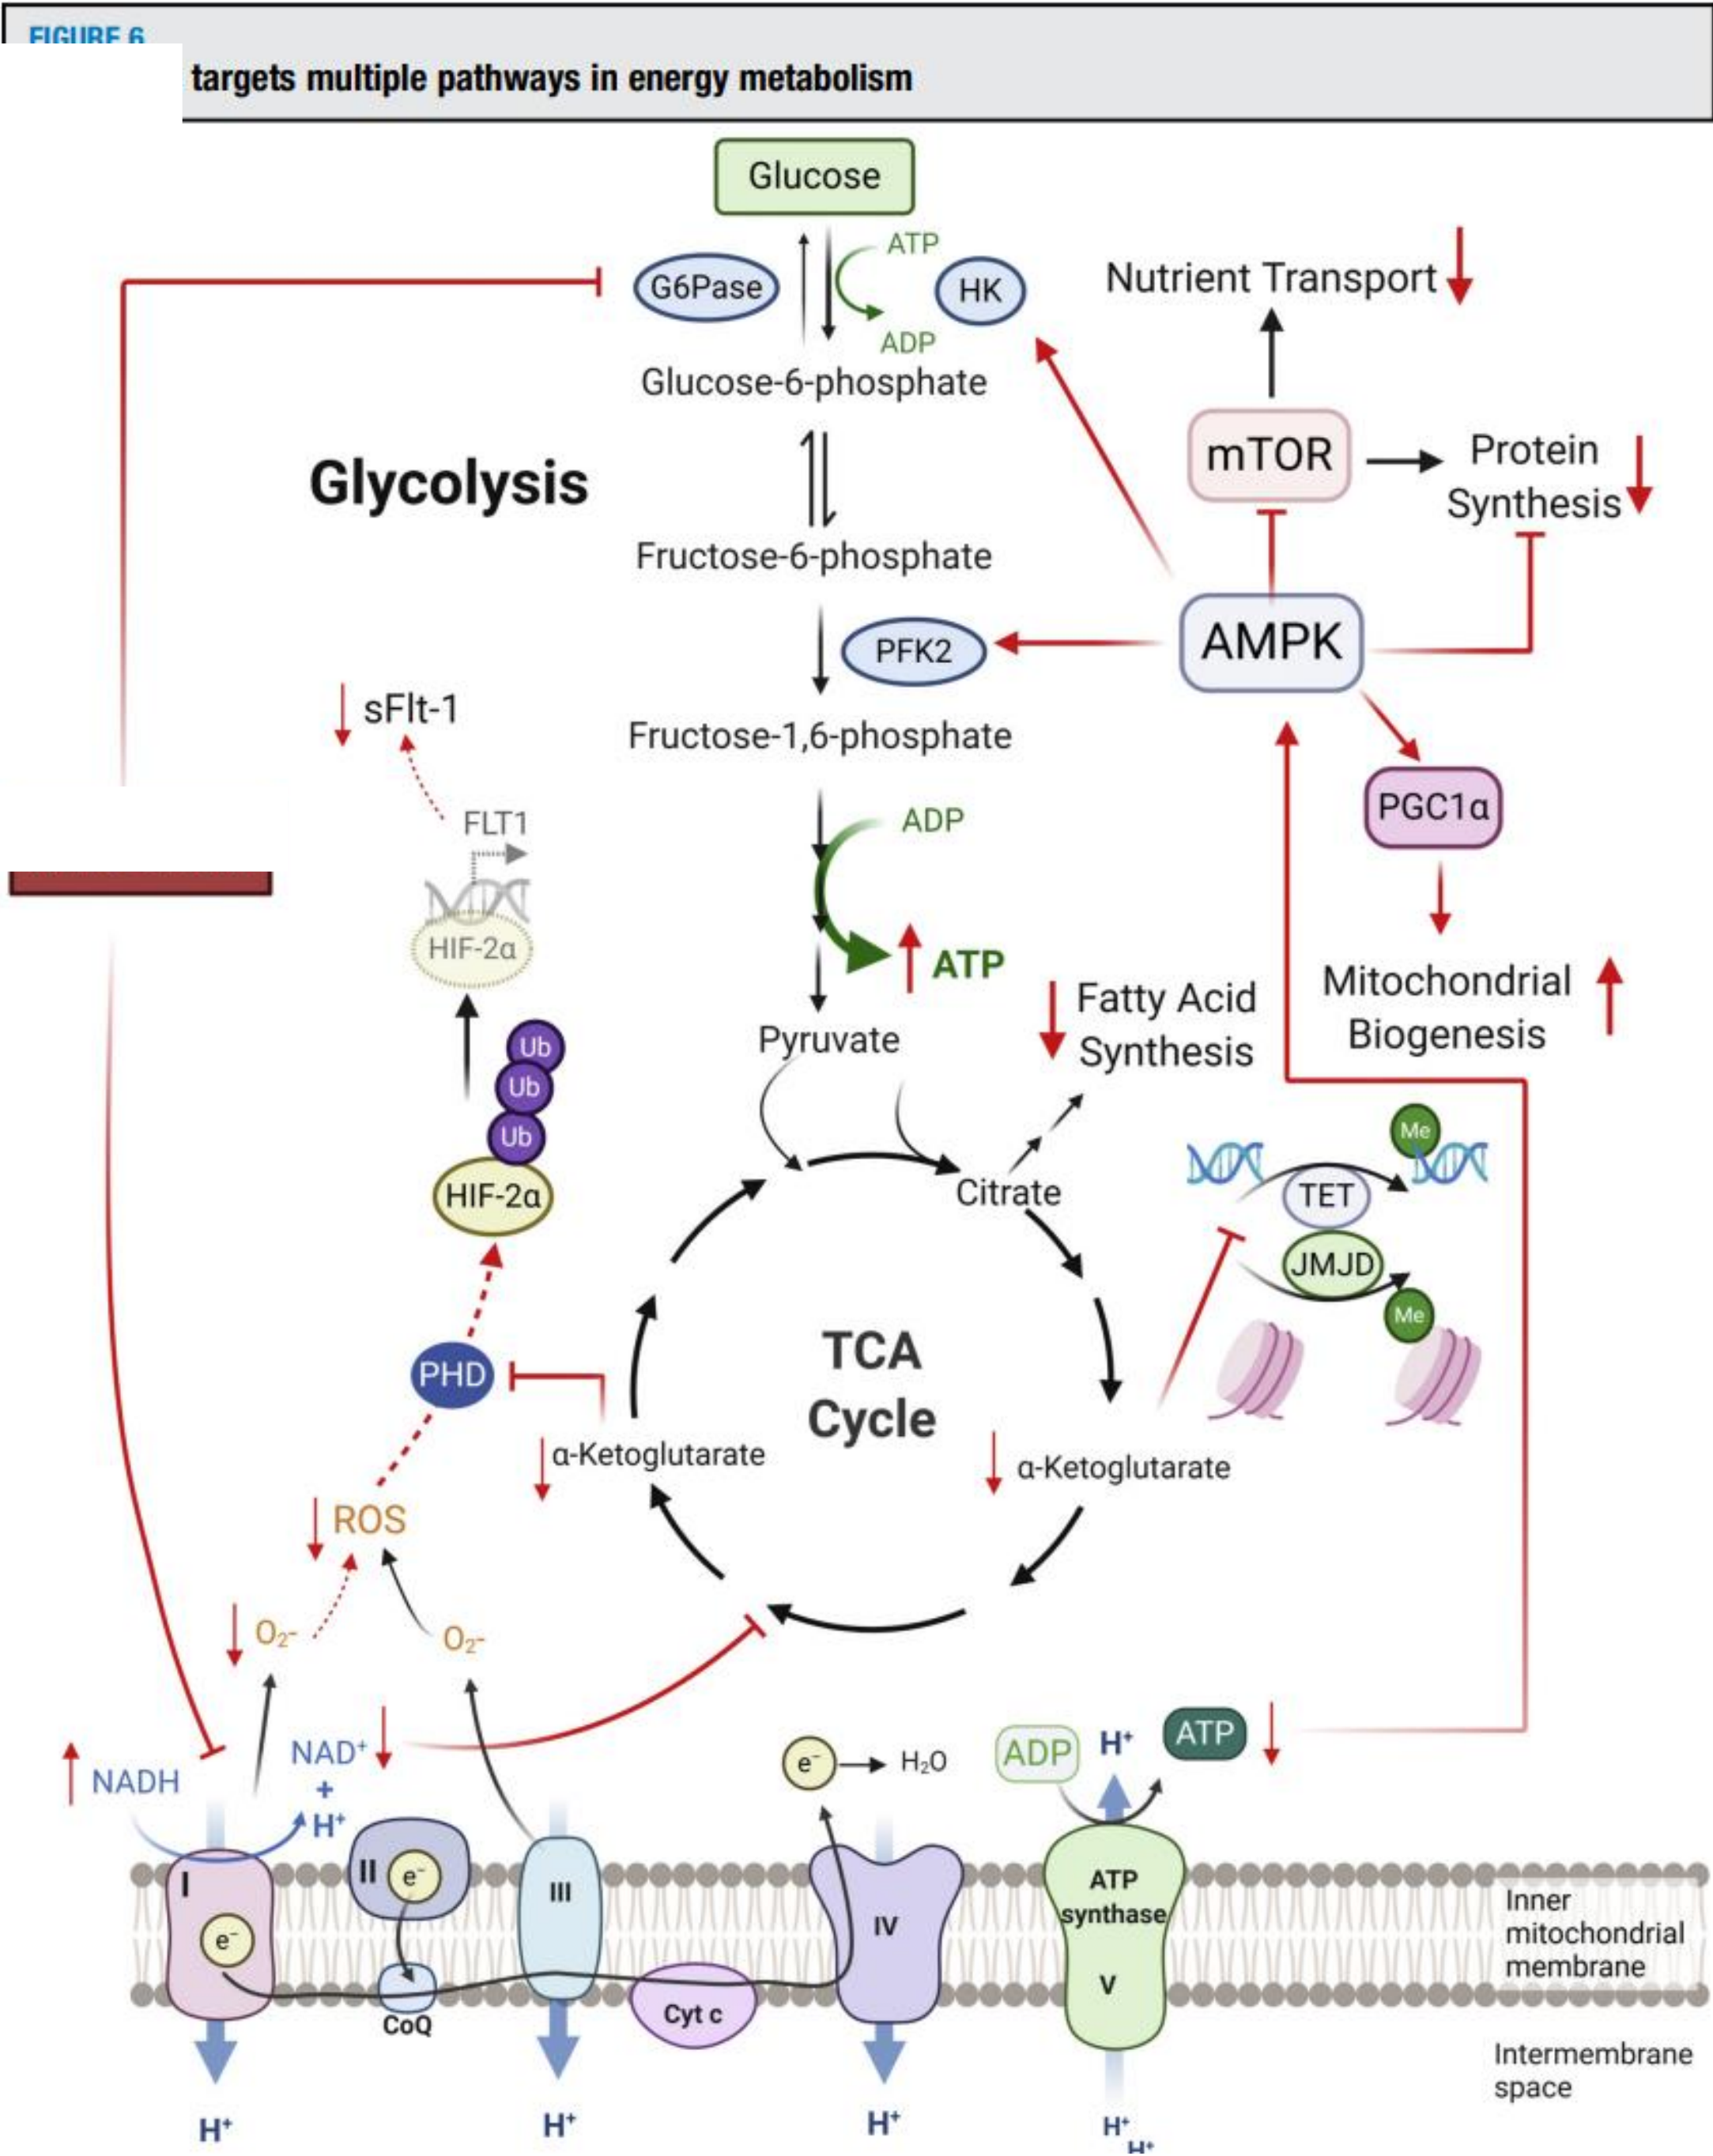 FIGURE 6
targets multiple pathways in energy metabolism
Glucose
ATP
G6Pase
HK
ADP
Nutrient Transport
Glucose-6-phosphate
mTOR
Protein
Synthesis
Glycolysis
Fructose-6-phosphate
PFK2
AMPK
sFlt-1
Fructose-1,6-phosphate
PGC1α
FLT1
ADP
HIF-2α
ATP
Mitochondrial
Biogenesis
Fatty Acid
Synthesis
Pyruvate
Ub
Ub
Ub
HIF-2α
Citrate
Me
TET
JMJD
Me
PHD
TCA
Cycle
α-Ketoglutarate
α-Ketoglutarate
ROS
O₂-
O₂-
NADH
NAD⁺
+
H⁺
e⁻
H₂O
ADP
H⁺
ATP
I
e⁻
II
e⁻
III
IV
ATP
synthase
V
CoQ
Cyt c
Inner
mitochondrial
membrane
Intermembrane
space
H⁺
H⁺
H⁺
H⁺
H⁺